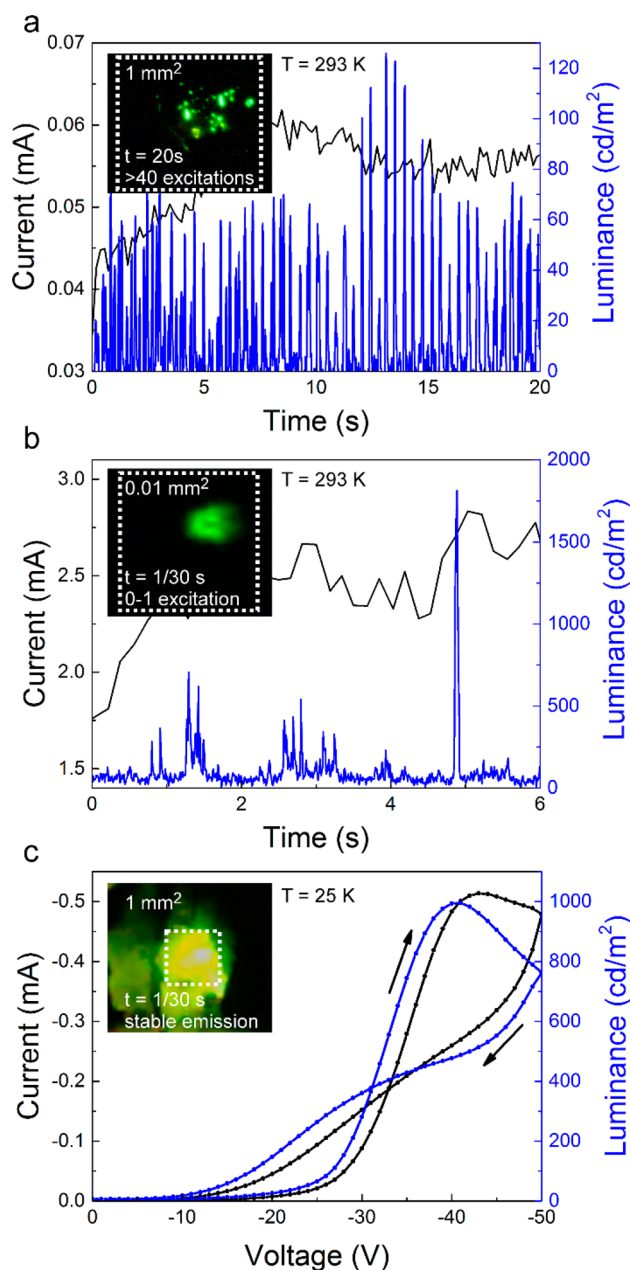 a
0.07
0.06
0.05
0.04
0.03
Current (mA)
1 mm²
t = 20s
>40 excitations
T = 293 K
120
100
80
60
40
20
0
Luminance (cd/m²)
0 5 10 15 20
Time (s)
b
3.0
2.5
2.0
1.5
Current (mA)
0.01 mm²
t = 1/30 s
0-1 excitation
T = 293 K
2000
1750
1500
1250
1000
750
500
250
0
Luminance (cd/m²)
0 2 4 6
Time (s)
c
-0.5
-0.4
-0.3
-0.2
-0.1
0.0
Current (mA)
1 mm²
t = 1/30 s
stable emission
T = 25 K
1000
800
600
400
200
0
Luminance (cd/m²)
0 -10 -20 -30 -40 -50
Voltage (V)